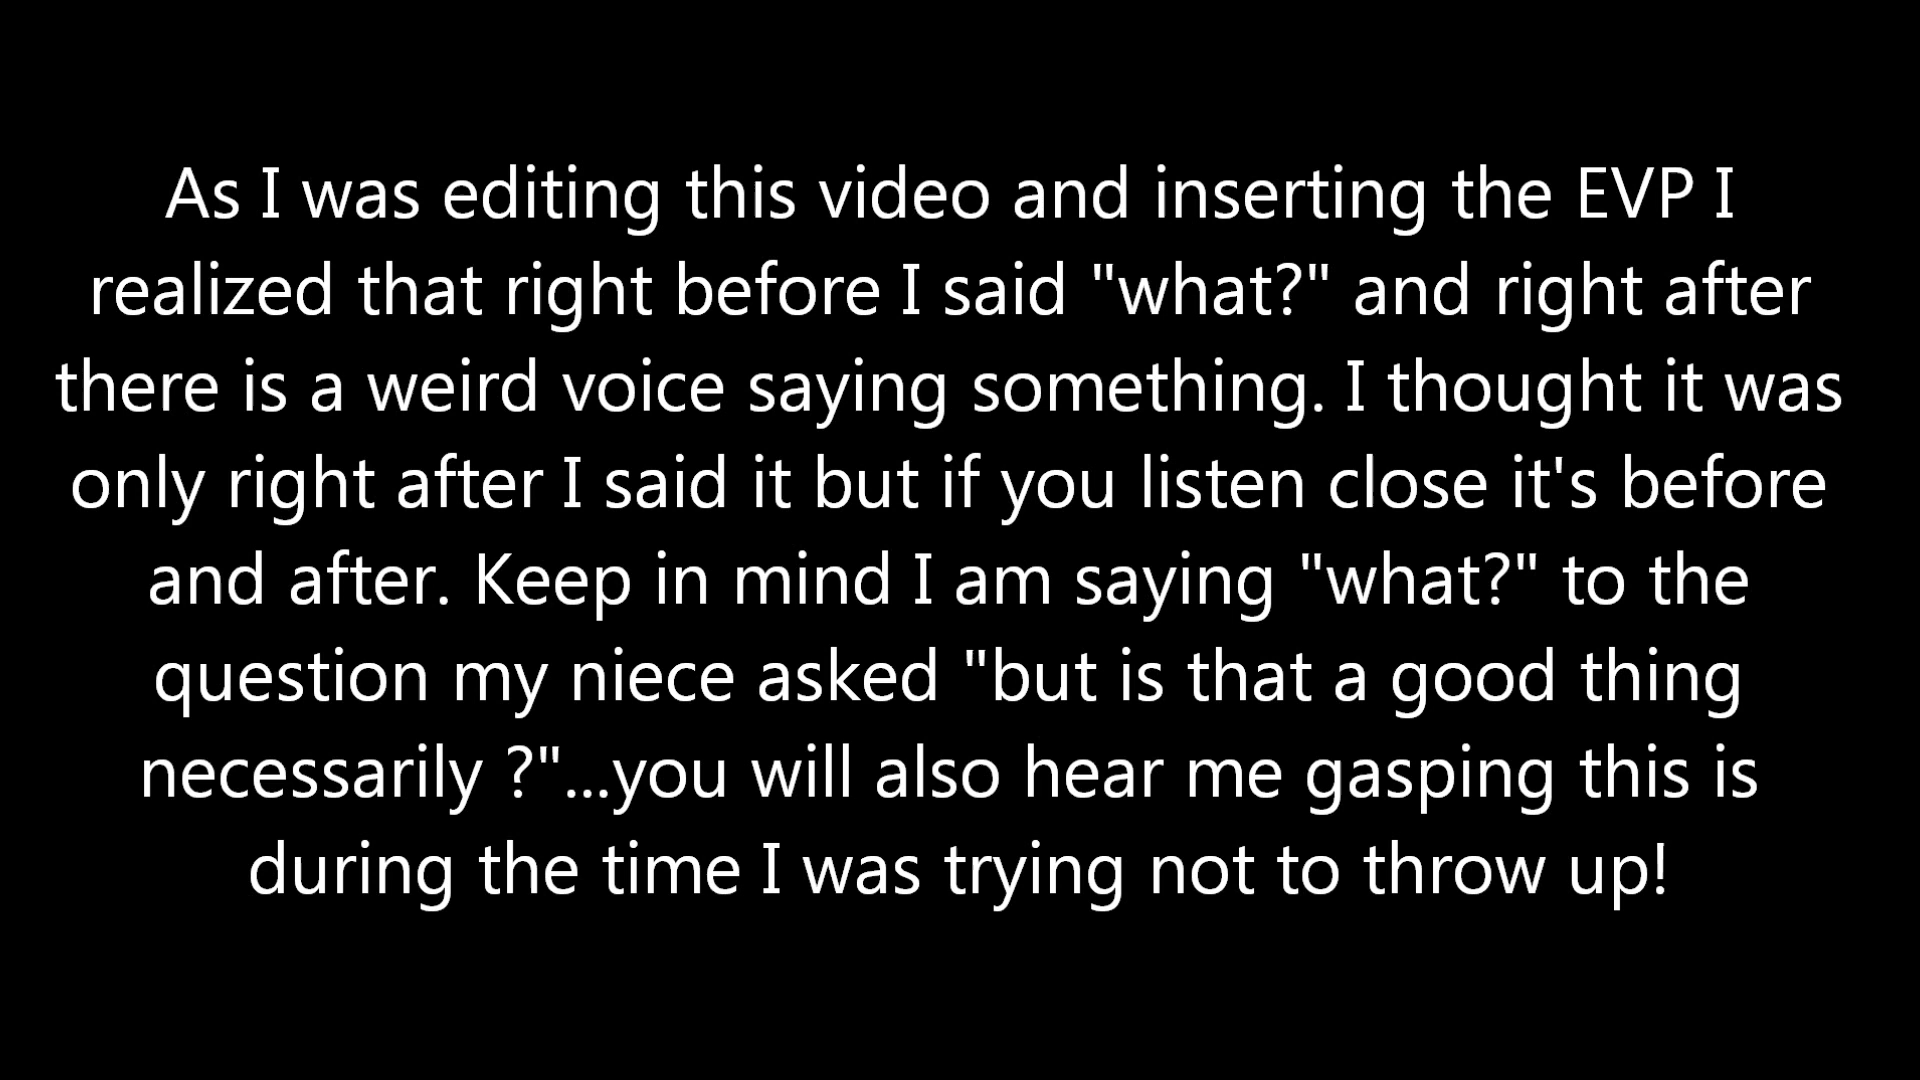 As I was editing this video and inserting the EVP I
realized that right before I said "what?" and right after
there is a weird voice saying something. I thought it was
only right after I said it but if you listen close it's before
and after. Keep in mind I am saying "what?" to the
question my niece asked "but is that a good thing
necessarily ?"...you will also hear me gasping this is
during the time I was trying not to throw up!